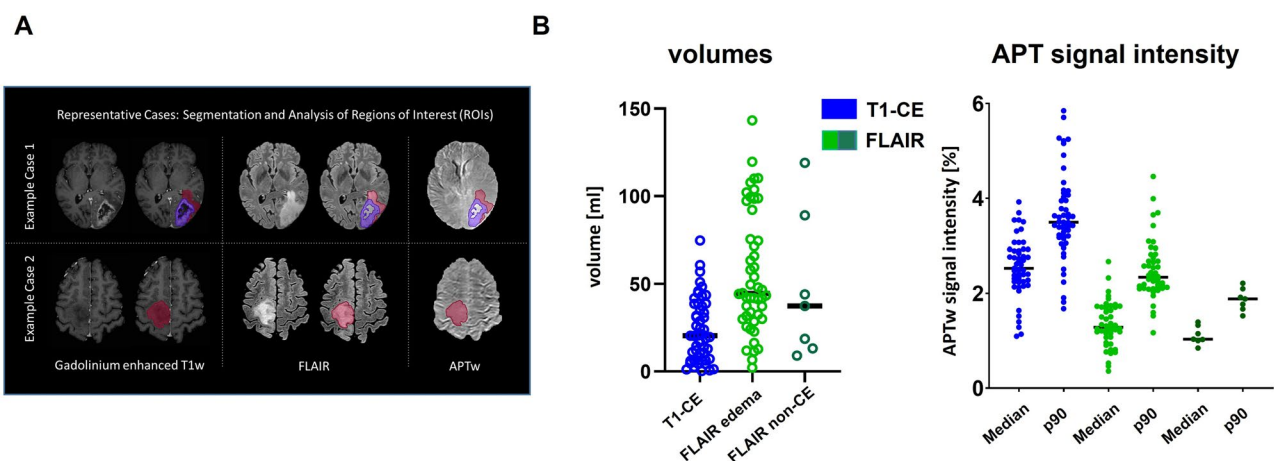 A
Representative Cases: Segmentation and Analysis of Regions of Interest (ROIs)
Example Case 1
Example Case 2
Gadolinium enhanced T1w
FLAIR
APTw
B
volumes
T1-CE
FLAIR
volume [ml]
150
100
50
0
T1-CE
FLAIR edema
FLAIR non-CE
APT signal intensity
APTw signal intensity [%]
6
4
2
0
Median
p90
Median
p90
Median
p90